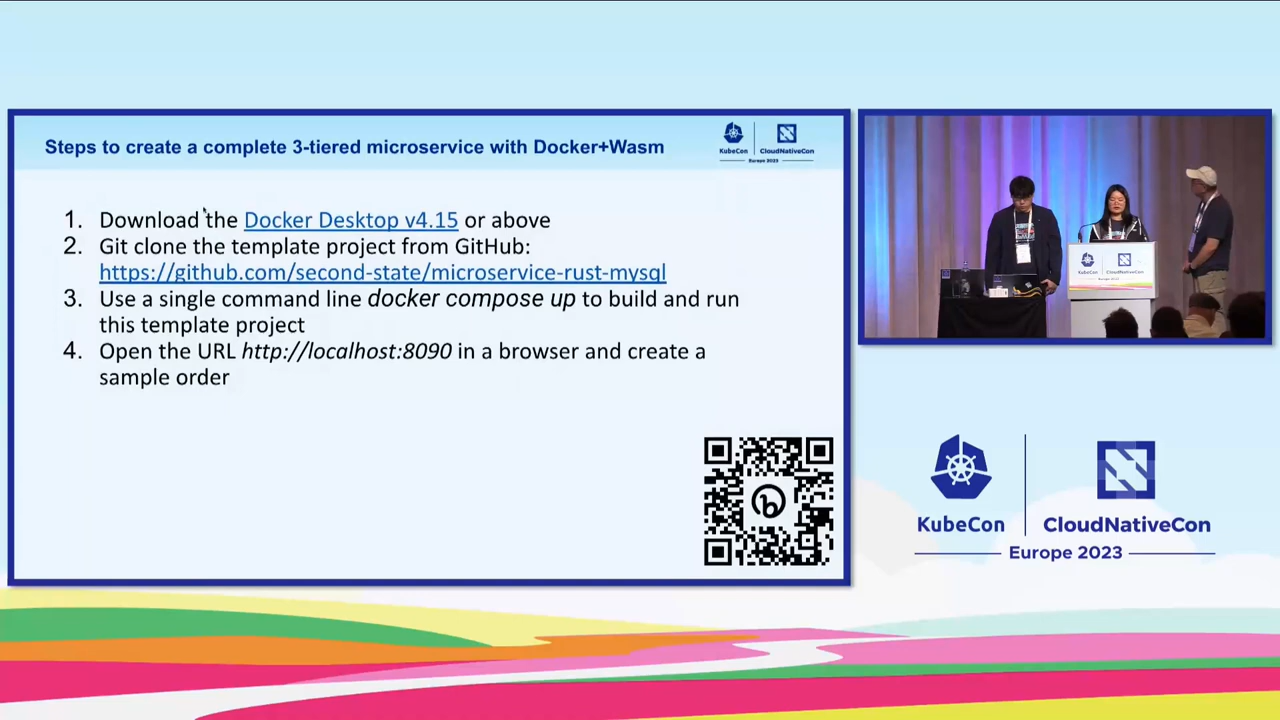 Steps to create a complete 3-tiered microservice with Docker+Wasm
KubeCon
CloudNativeCon
Europe 2023
1. Download the Docker Desktop v4.15 or above
2. Git clone the template project from GitHub:
https://github.com/second-state/microservice-rust-mysql
3. Use a single command line docker compose up to build and run
this template project
4. Open the URL http://localhost:8090 in a browser and create a
sample order
KubeCon
CloudNativeCon
KubeCon
CloudNativeCon
Europe 2023